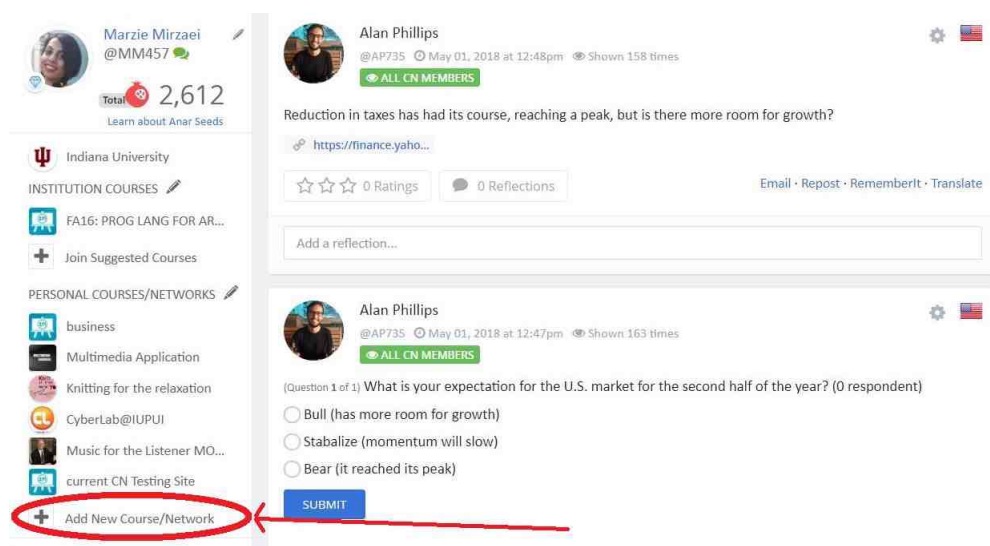 Marzie Mirzaei
@MM457
Total 2,612
Learn about Anar Seeds
Indiana University
INSTITUTION COURSES
FA16: PROG LANG FOR AR...
Join Suggested Courses
PERSONAL COURSES/NETWORKS
business
Multimedia Application
Knitting for the relaxation
CyberLab@IUPUI
Music for the Listener MO...
current CN Testing Site
Add New Course/Network
Alan Phillips
@AP735 May 01, 2018 at 12:48pm Shown 158 times
ALL CN MEMBERS
Reduction in taxes has had its course, reaching a peak, but is there more room for growth?
https://finance.yaho...
0 Ratings 0 Reflections Email · Repost · RememberIt · Translate
Add a reflection...
Alan Phillips
@AP735 May 01, 2018 at 12:47pm Shown 163 times
ALL CN MEMBERS
(Question 1 of 1) What is your expectation for the U.S. market for the second half of the year? (0 respondent)
Bull (has more room for growth)
Stabalize (momentum will slow)
Bear (it reached its peak)
SUBMIT